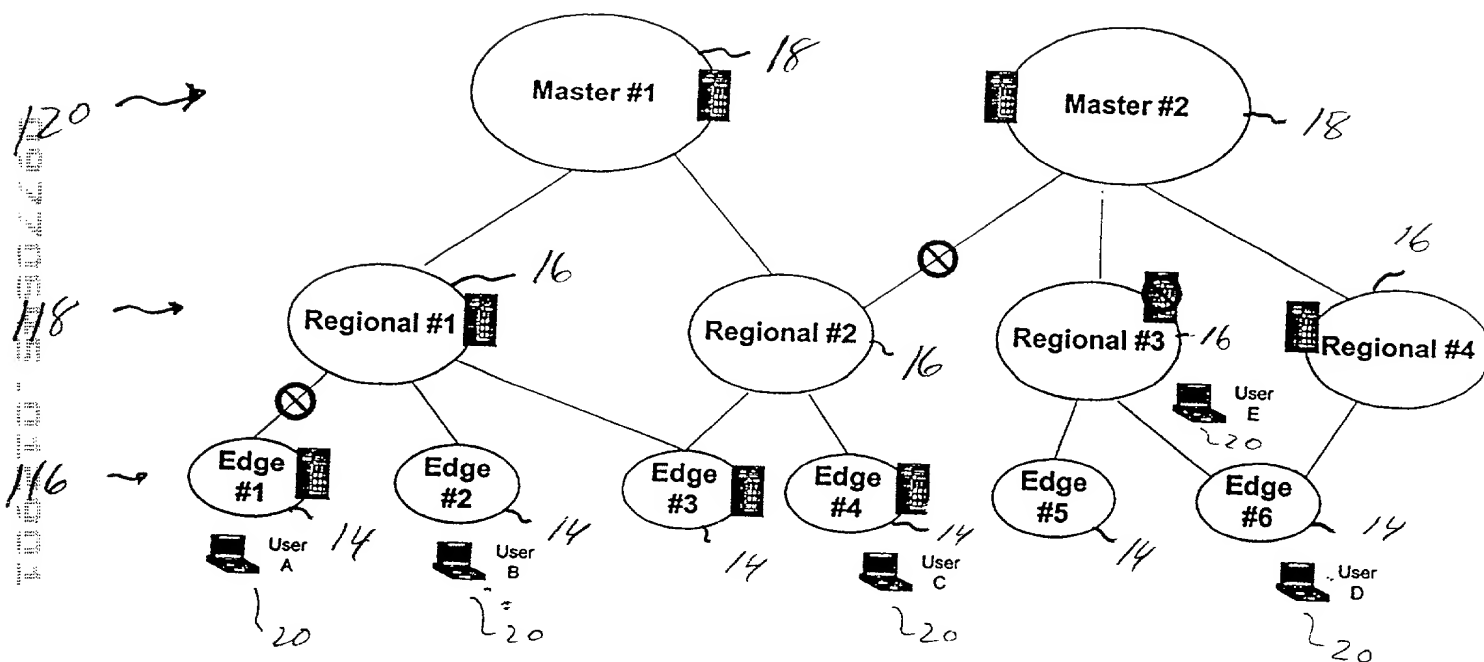 18
Master #1
120
Master #2
18
16
16
118
Regional #1
Regional #2
16
Regional #3
16
Regional #4
User
E
20
116
Edge
#1
Edge
#2
Edge
#3
Edge
#4
Edge
#5
Edge
#6
14
14
14
14
14
14
User
A
User
B
User
C
User
D
20
20
20
20